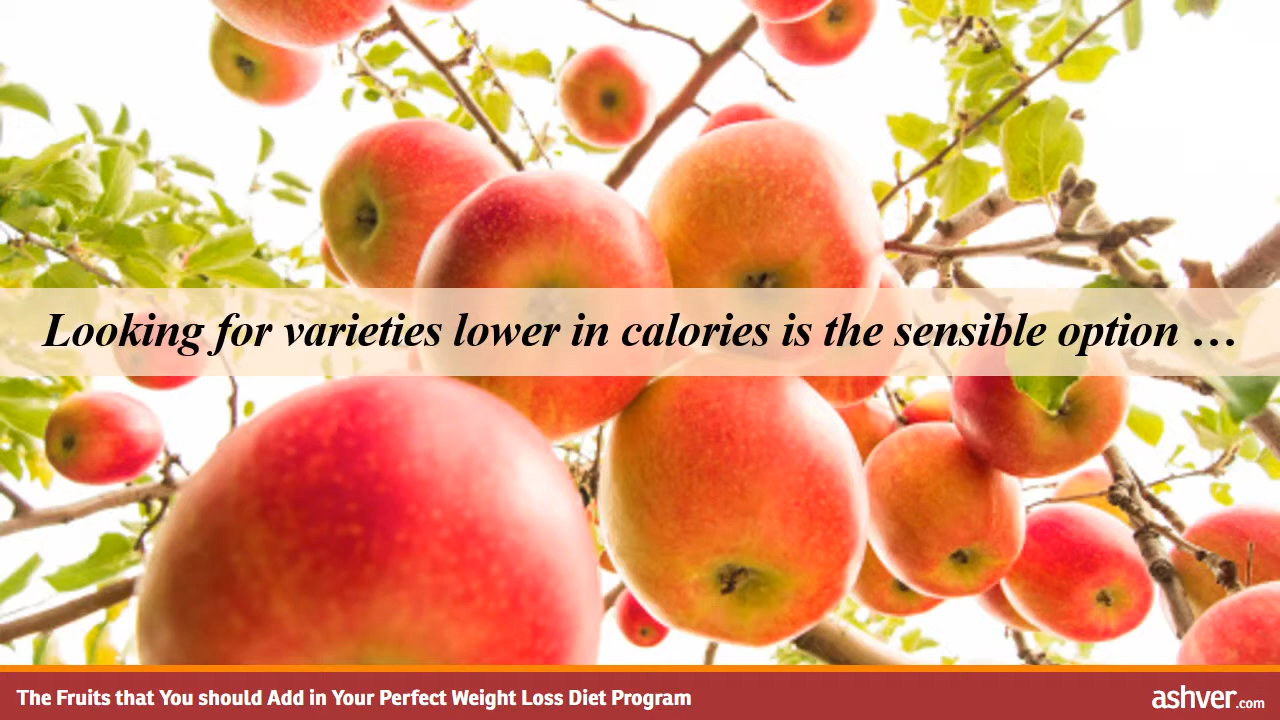 Looking for varieties lower in calories is the sensible option …
The Fruits that You should Add in Your Perfect Weight Loss Diet Program
ashver.com